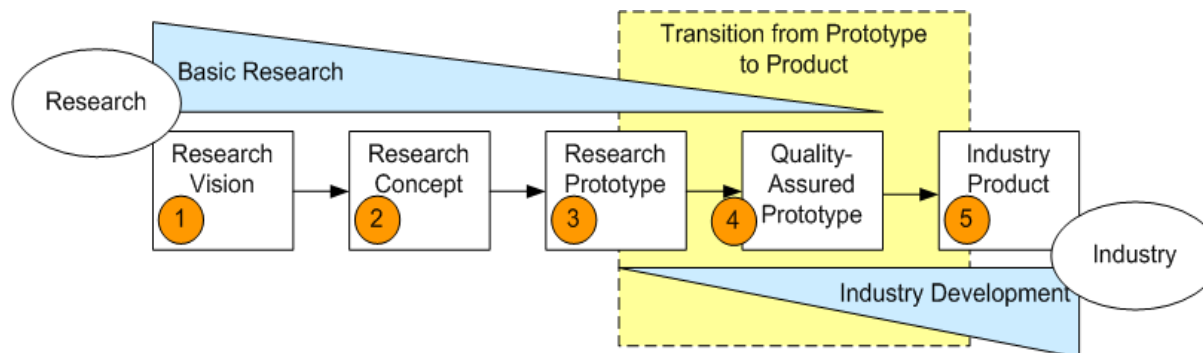 Transition from Prototype
to Product
Basic Research
Research
Research
Vision
1
Research
Concept
2
Research
Prototype
3
Quality-
Assured
Prototype
4
Industry
Product
5
Industry
Industry Development